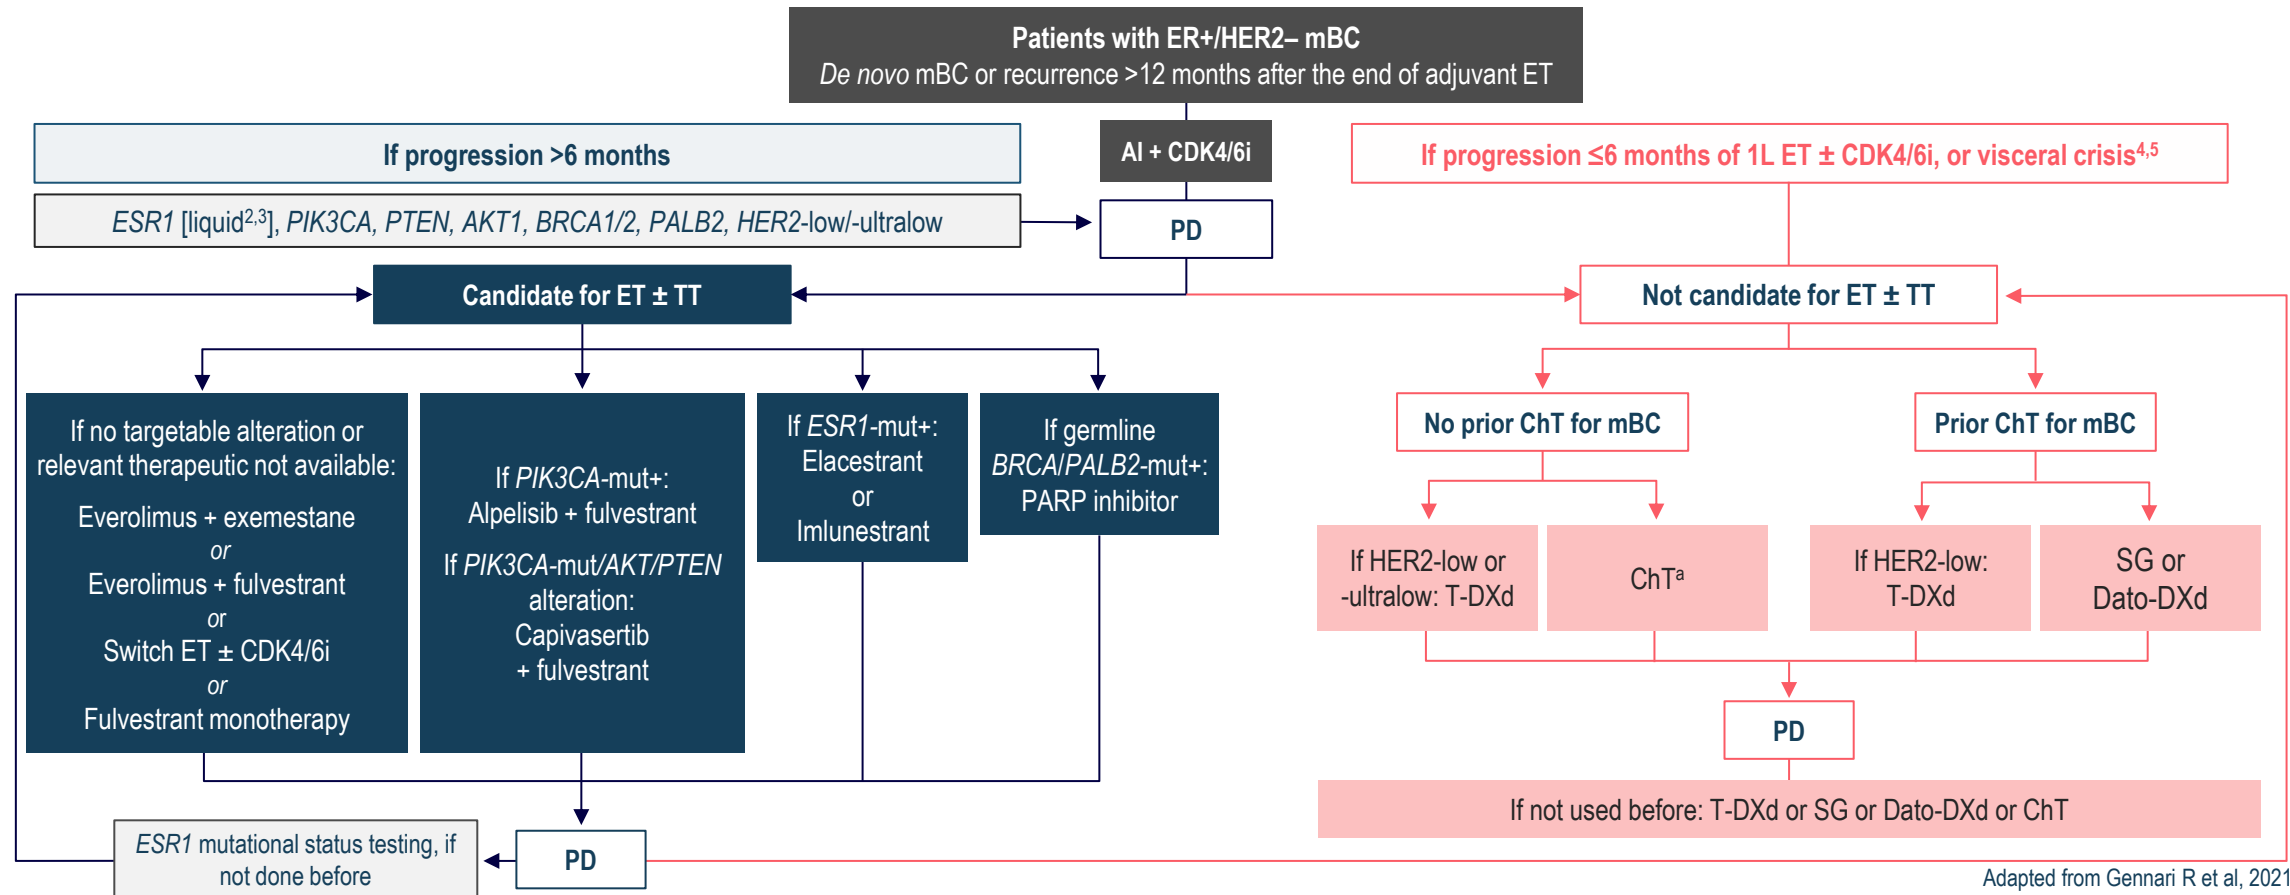 Patients with ER+/HER2– mBC
De novo mBC or recurrence >12 months after the end of adjuvant ET
If progression >6 months
AI + CDK4/6i
If progression ≤6 months of 1L ET ± CDK4/6i, or visceral crisis4,5
ESR1 [liquid2,3], PIK3CA, PTEN, AKT1, BRCA1/2, PALB2, HER2-low/-ultralow
PD
Candidate for ET ± TT
Not candidate for ET ± TT
If no targetable alteration or
relevant therapeutic not available:
Everolimus + exemestane
or
Everolimus + fulvestrant
or
Switch ET ± CDK4/6i
or
Fulvestrant monotherapy
If PIK3CA-mut+:
Alpelisib + fulvestrant
If PIK3CA-mut/AKT/PTEN
alteration:
Capivasertib
+ fulvestrant
If ESR1-mut+:
Elacestrant
or
Imlunestrant
If germline
BRCA/PALB2-mut+:
PARP inhibitor
No prior ChT for mBC
Prior ChT for mBC
If HER2-low or
-ultralow: T-DXd
ChTa
If HER2-low:
T-DXd
SG or
Dato-DXd
PD
If not used before: T-DXd or SG or Dato-DXd or ChT
ESR1 mutational status testing, if
not done before
PD
Adapted from Gennari R et al, 2021